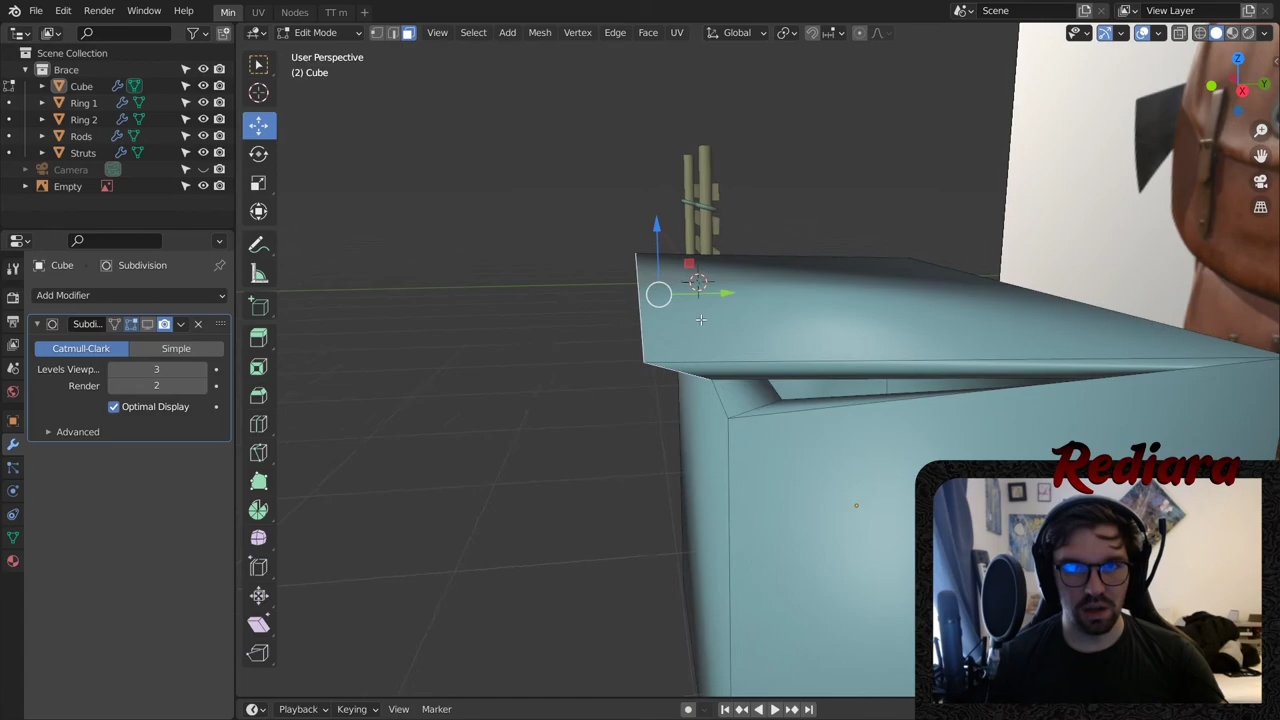 File Edit Render Window Help Min UV Nodes TT m + Scene View Layer
Edit Mode View Select Add Mesh Vertex Edge Face UV Global
Scene Collection
Brace
Cube
Ring 1
Ring 2
Rods
Struts
Camera
Empty
User Perspective
(2) Cube
Cube > Subdivision
Add Modifier
Subdi...
Catmull-Clark Simple
Levels Viewp... 3
Render 2
Optimal Display
Advanced
Rediara
Playback Keying View Marker